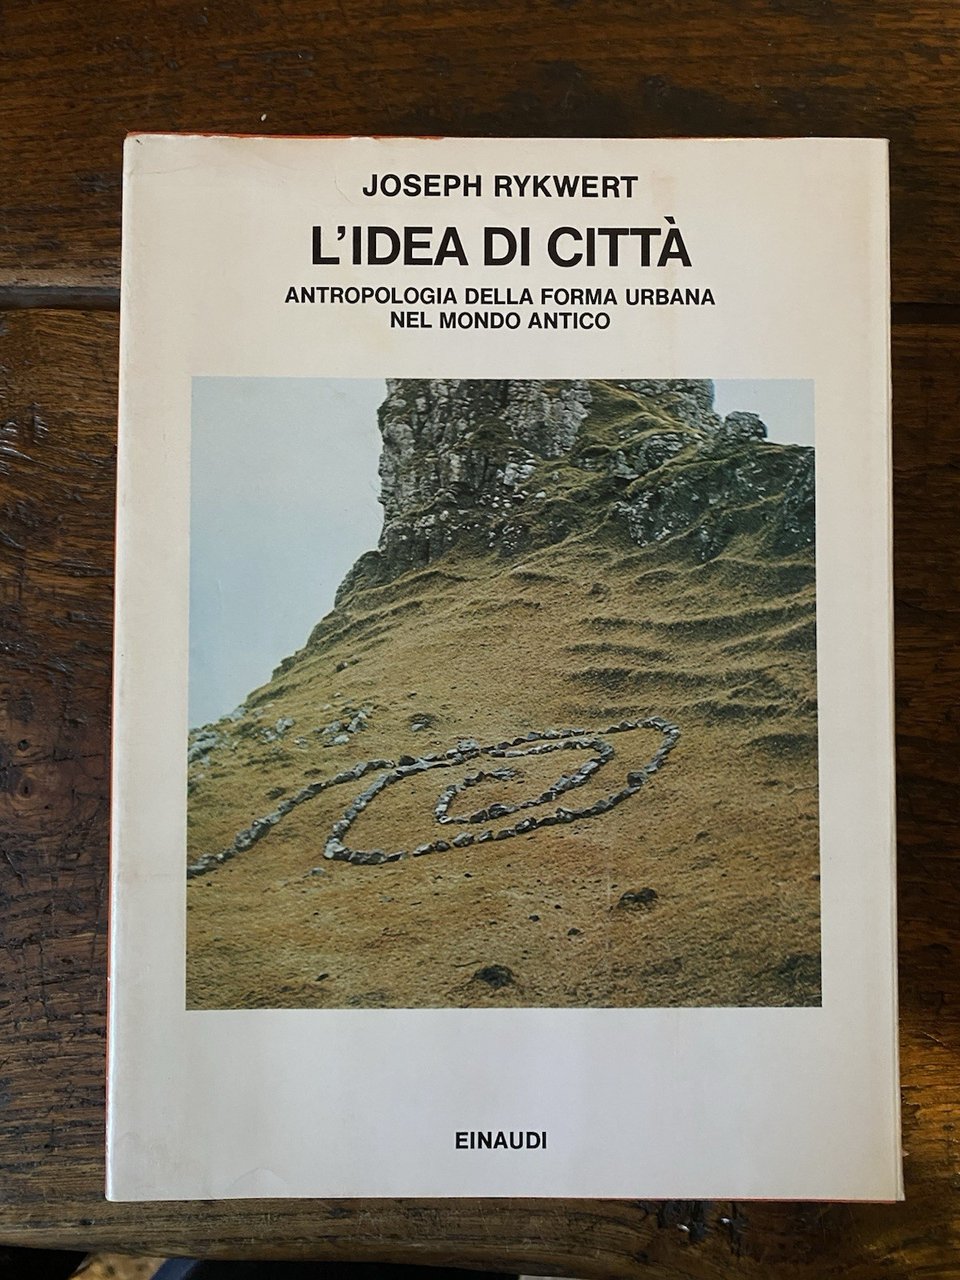 JOSEPH RYKWERT
L'IDEA DI CITTÀ
ANTROPOLOGIA DELLA FORMA URBANA
NEL MONDO ANTICO
EINAUDI